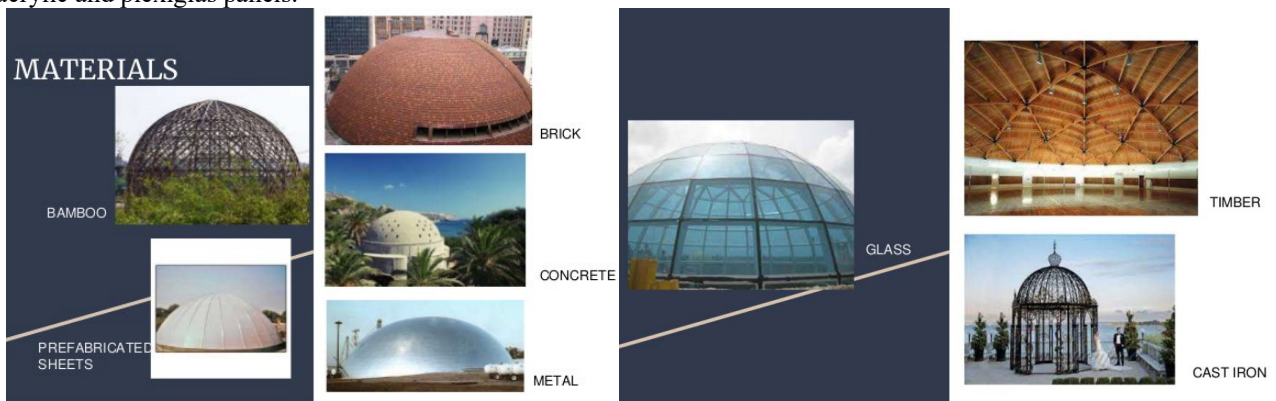 acrylic and plexiglas panels.
MATERIALS
BAMBOO
PREFABRICATED
SHEETS
BRICK
CONCRETE
METAL
GLASS
TIMBER
CAST IRON